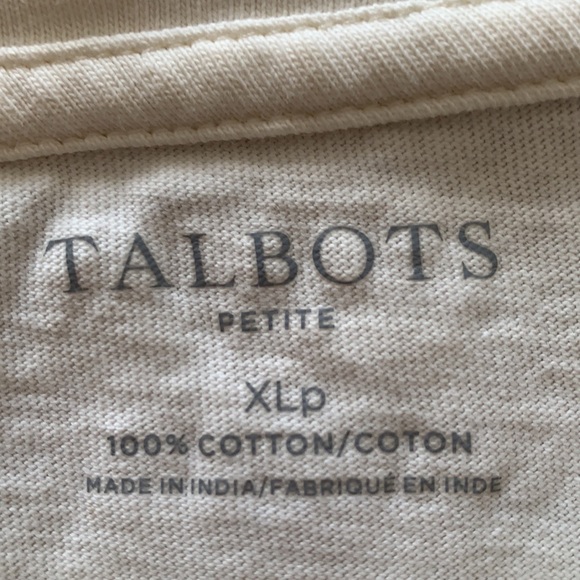 TALBOTS
PETITE
XLp
100% COTTON/COTON
MADE IN INDIA/FABRIQUÉ EN INDE